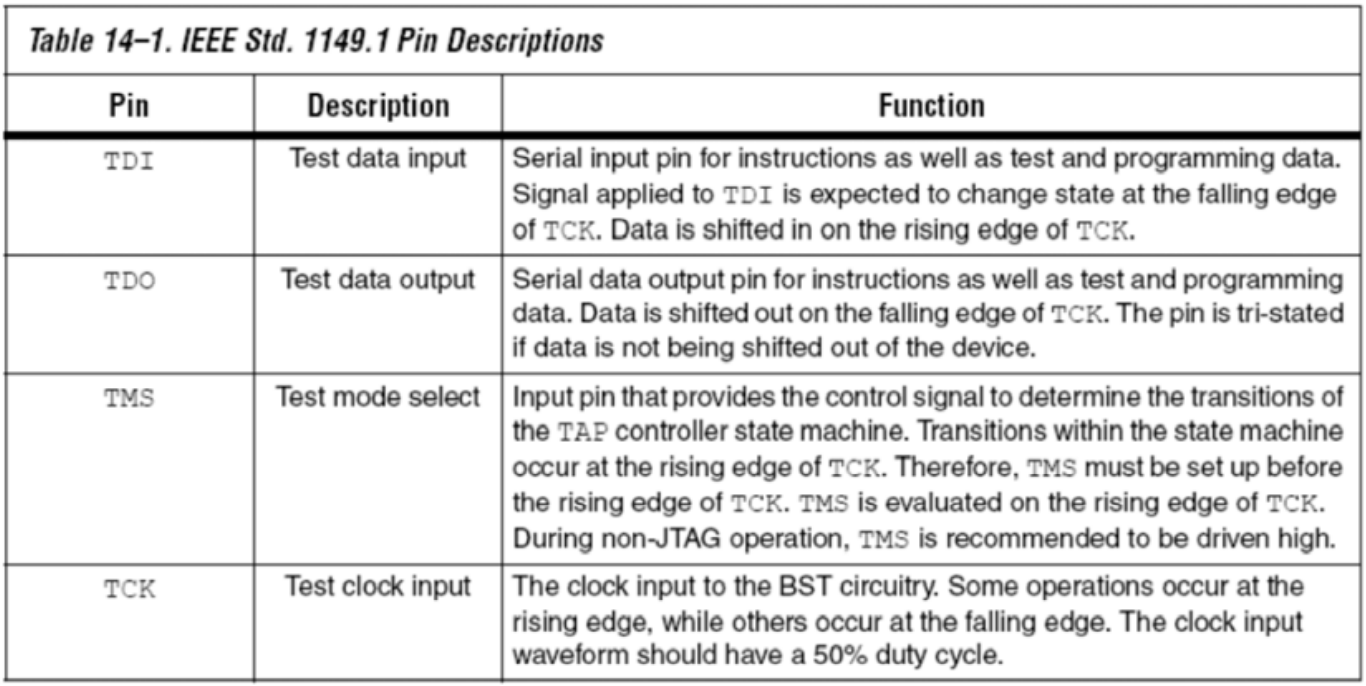 Table 14–1. IEEE Std. 1149.1 Pin Descriptions
Pin Description Function
TDI Test data input Serial input pin for instructions as well as test and programming data.
Signal applied to TDI is expected to change state at the falling edge
of TCK. Data is shifted in on the rising edge of TCK.
TDO Test data output Serial data output pin for instructions as well as test and programming
data. Data is shifted out on the falling edge of TCK. The pin is tri-stated
if data is not being shifted out of the device.
TMS Test mode select Input pin that provides the control signal to determine the transitions of
the TAP controller state machine. Transitions within the state machine
occur at the rising edge of TCK. Therefore, TMS must be set up before
the rising edge of TCK. TMS is evaluated on the rising edge of TCK.
During non-JTAG operation, TMS is recommended to be driven high.
TCK Test clock input The clock input to the BST circuitry. Some operations occur at the
rising edge, while others occur at the falling edge. The clock input
waveform should have a 50% duty cycle.